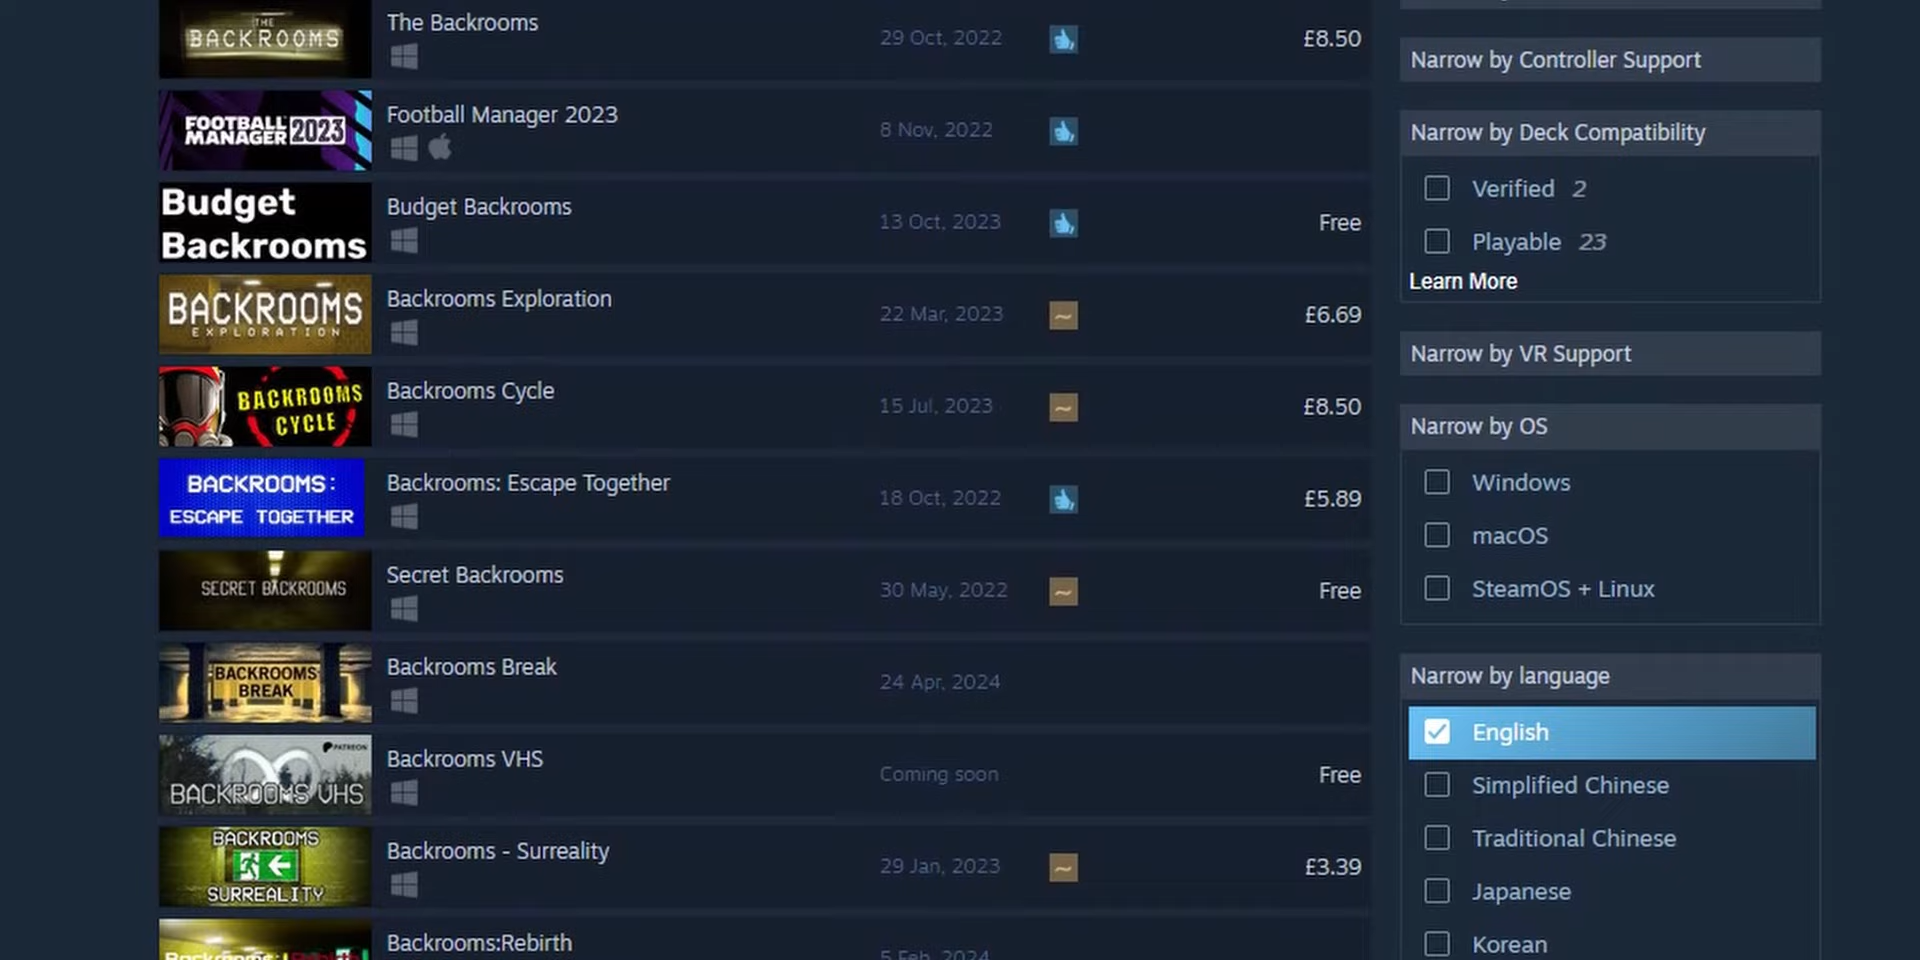 THE
BACKROOMS
The Backrooms
29 Oct, 2022
£8.50
FOOTBALL
MANAGER 2023
Football Manager 2023
8 Nov, 2022
Budget
Backrooms
Budget Backrooms
13 Oct, 2023
Free
BACKROOMS
EXPLORATION
Backrooms Exploration
22 Mar, 2023
£6.69
BACKROOMS
CYCLE
Backrooms Cycle
15 Jul, 2023
£8.50
BACKROOMS:
ESCAPE TOGETHER
Backrooms: Escape Together
18 Oct, 2022
£5.89
SECRET BACKROOMS
Secret Backrooms
30 May, 2022
Free
BACKROOMS
BREAK
Backrooms Break
24 Apr, 2024
PATREON
BACKROOMS VHS
Backrooms VHS
Coming soon
Free
BACKROOMS
SURREALITY
Backrooms - Surreality
29 Jan, 2023
£3.39
Backrooms:Rebirth
5 Feb, 2024
Narrow by Controller Support
Narrow by Deck Compatibility
Verified 2
Playable 23
Learn More
Narrow by VR Support
Narrow by OS
Windows
macOS
SteamOS + Linux
Narrow by language
English
Simplified Chinese
Traditional Chinese
Japanese
Korean